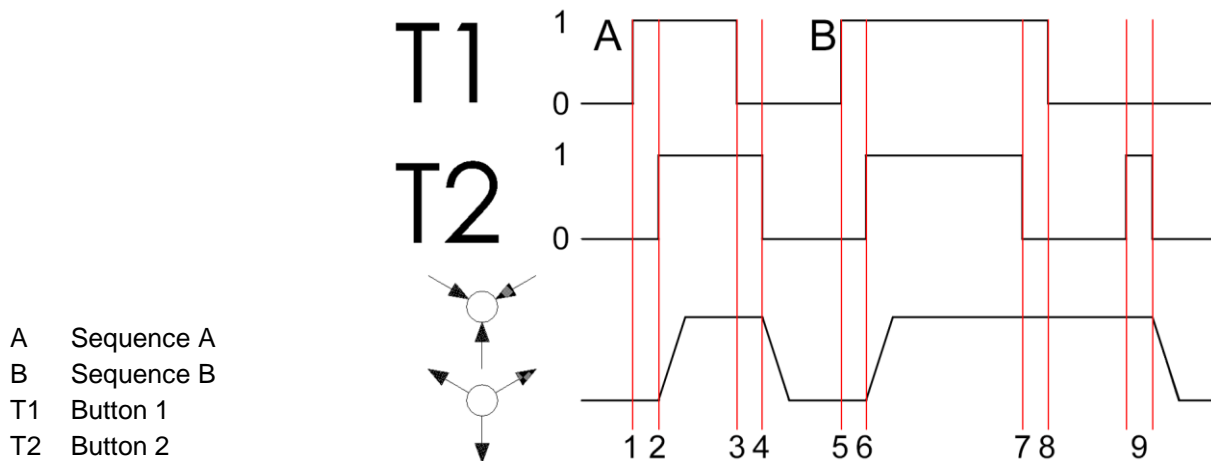 T1
1
0
A
B
T2
1
0
A Sequence A
B Sequence B
T1 Button 1
T2 Button 2
1 2 3 4 5 6 7 8 9